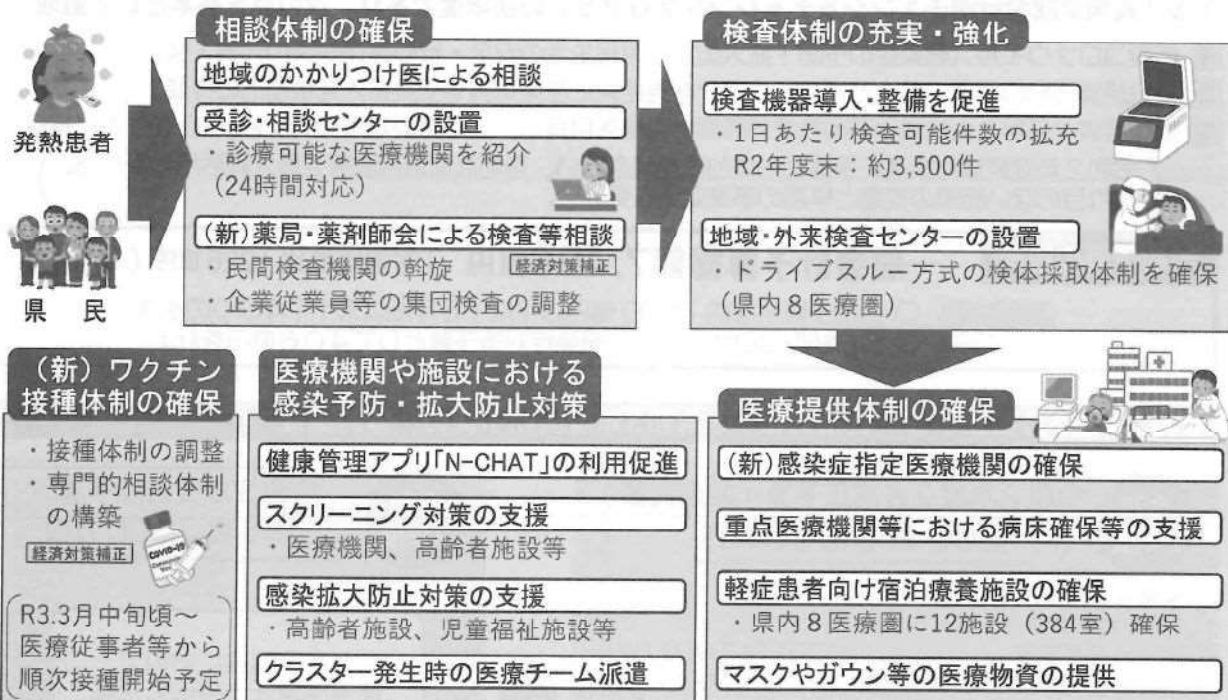 発熱患者
県民
相談体制の確保
地域のかかりつけ医による相談
受診・相談センターの設置
・診療可能な医療機関を紹介
(24時間対応)
(新)薬局・薬剤師会による検査等相談
・民間検査機関の斡旋
経済対策補正
・企業従業員等の集団検査の調整
検査体制の充実・強化
検査機器導入・整備を促進
・1日あたり検査可能件数の拡充
R2年度末:約3,500件
地域・外来検査センターの設置
・ドライブスルー方式の検体採取体制を確保
(県内8医療圏)
(新)ワクチン
接種体制の確保
・接種体制の調整
・専門的相談体制
の構築
経済対策補正
COVID-19
R3.3月中旬頃~
医療従事者等から
順次接種開始予定
医療機関や施設における
感染予防・拡大防止対策
健康管理アプリ「N-CHAT」の利用促進
スクリーニング対策の支援
・医療機関、高齢者施設等
感染拡大防止対策の支援
・高齢者施設、児童福祉施設等
クラスター発生時の医療チーム派遣
医療提供体制の確保
(新)感染症指定医療機関の確保
重点医療機関等における病床確保等の支援
軽症患者向け宿泊療養施設の確保
・県内8医療圏に12施設(384室)確保
マスクやガウン等の医療物資の提供